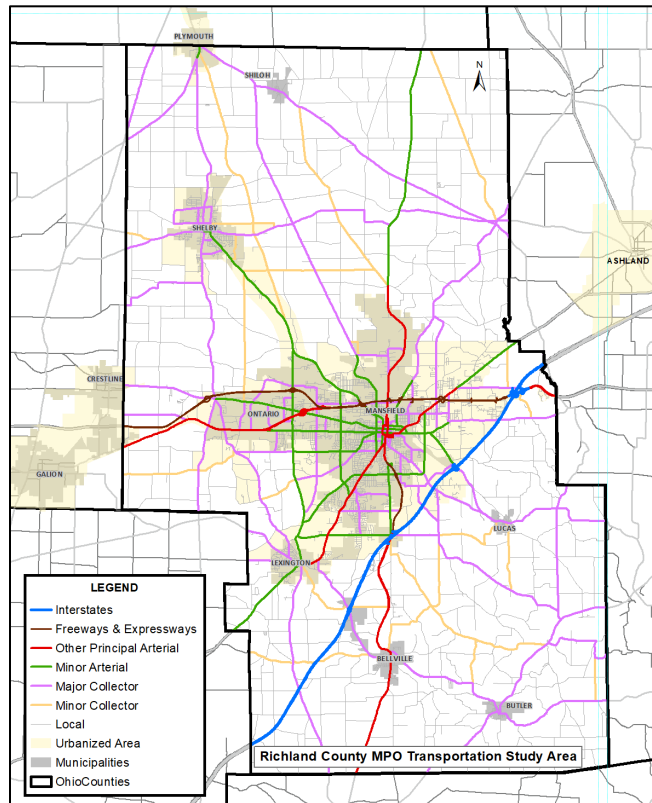 PLYMOUTH
SHILOH
N
SHELBY
ASHLAND
CRESTLINE
ONTARIO
MANSFIELD
GALION
LUCAS
LEXINGTON
BELLVILLE
BUTLER
LEGEND
Interstates
Freeways & Expressways
Other Principal Arterial
Minor Arterial
Major Collector
Minor Collector
Local
Urbanized Area
Municipalities
OhioCounties
Richland County MPO Transportation Study Area